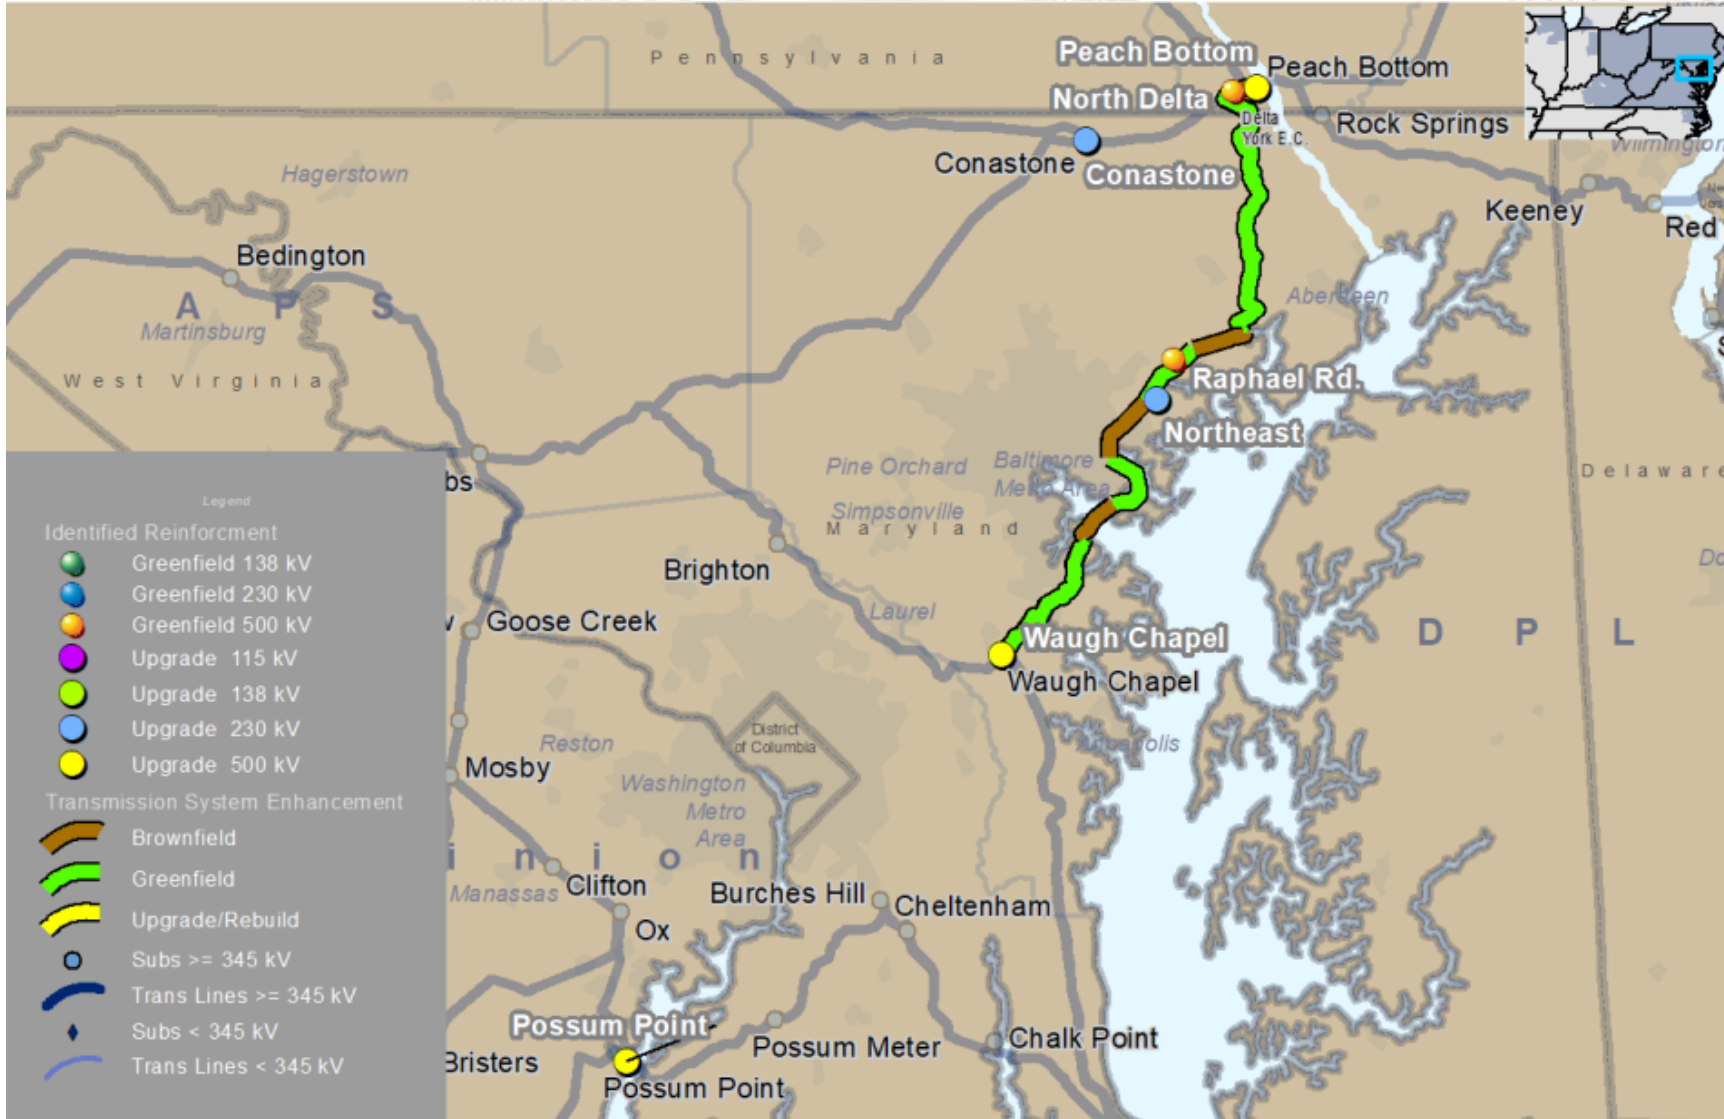 Pennsylvania
Peach Bottom
Peach Bottom
North Delta
Delta
York E.C.
Rock Springs
Wilmington
Conastone
Conastone
Hagerstown
Keeney
Red
Bedington
APS
Martinsburg
Aberdeen
West Virginia
Raphael Rd.
Northeast
Pine Orchard
Baltimore
Metro Area
Delaware
bs
Simpsonville
Maryland
Brighton
Laurel
Goose Creek
DPL
Waugh Chapel
Waugh Chapel
District
of Columbia
Reston
Annapolis
Mosby
Washington
Metro
Area
inion
Manassas
Clifton
Burches Hill
Cheltenham
Ox
Possum Point
Possum Meter
Chalk Point
Bristers
Possum Point
Legend
Identified Reinforcment
Greenfield 138 kV
Greenfield 230 kV
Greenfield 500 kV
Upgrade 115 kV
Upgrade 138 kV
Upgrade 230 kV
Upgrade 500 kV
Transmission System Enhancement
Brownfield
Greenfield
Upgrade/Rebuild
Subs >= 345 kV
Trans Lines >= 345 kV
Subs < 345 kV
Trans Lines < 345 kV